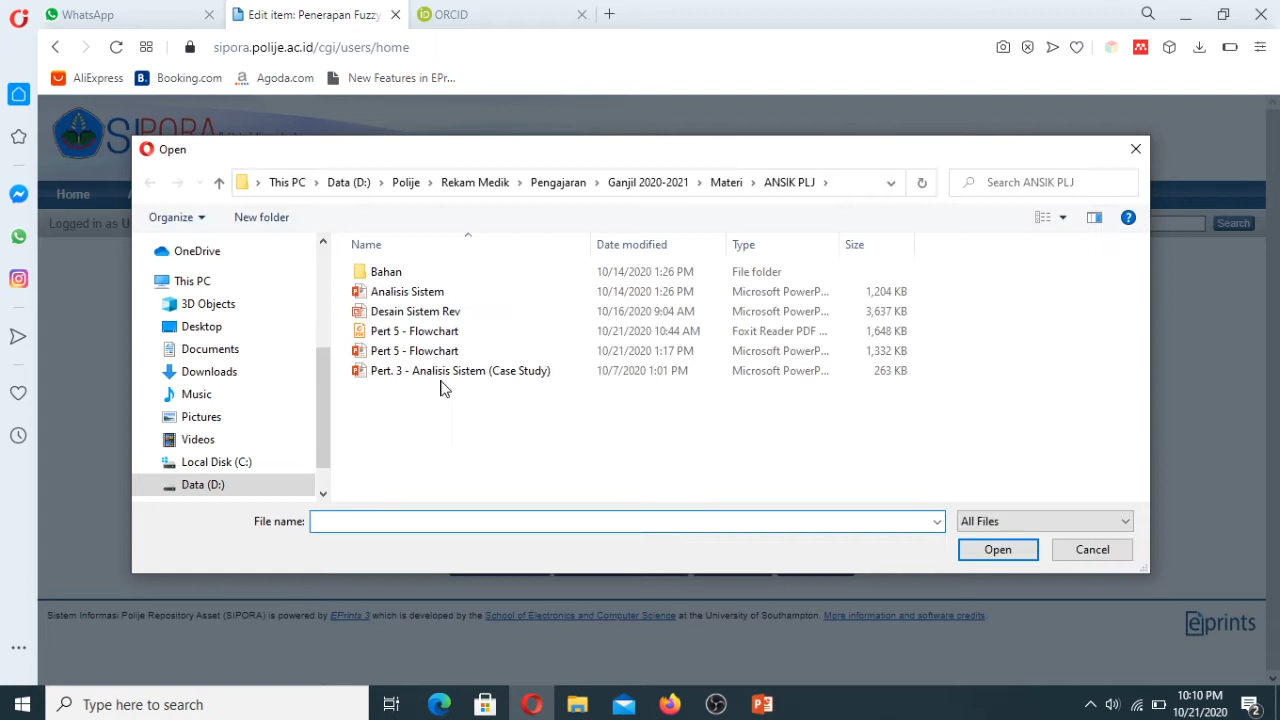 WhatsApp
Edit item: Penerapan Fuzzy
ORCID
sipora.polije.ac.id/cgi/users/home
AliExpress
Booking.com
Agoda.com
New Features in EPr...
SIPORA
Home
Logged in as U
Search
Open
This PC > Data (D:) > Polije > Rekam Medik > Pengajaran > Ganjil 2020-2021 > Materi > ANSIK PLJ >
Search ANSIK PLJ
Organize
New folder
OneDrive
This PC
3D Objects
Desktop
Documents
Downloads
Music
Pictures
Videos
Local Disk (C:)
Data (D:)
Name Date modified Type Size
Bahan 10/14/2020 1:26 PM File folder
Analisis Sistem 10/14/2020 1:26 PM Microsoft PowerP... 1,204 KB
Desain Sistem Rev 10/16/2020 9:04 AM Microsoft PowerP... 3,637 KB
Pert 5 - Flowchart 10/21/2020 10:44 AM Foxit Reader PDF ... 1,648 KB
Pert 5 - Flowchart 10/21/2020 1:17 PM Microsoft PowerP... 1,332 KB
Pert. 3 - Analisis Sistem (Case Study) 10/7/2020 1:01 PM Microsoft PowerP... 263 KB
File name:
All Files
Open
Cancel
Sistem Informasi Polije Repository Asset (SIPORA) is powered by EPrints 3 which is developed by the School of Electronics and Computer Science at the University of Southampton. More information and software credits.
eprints
Type here to search
10:10 PM
10/21/2020
2